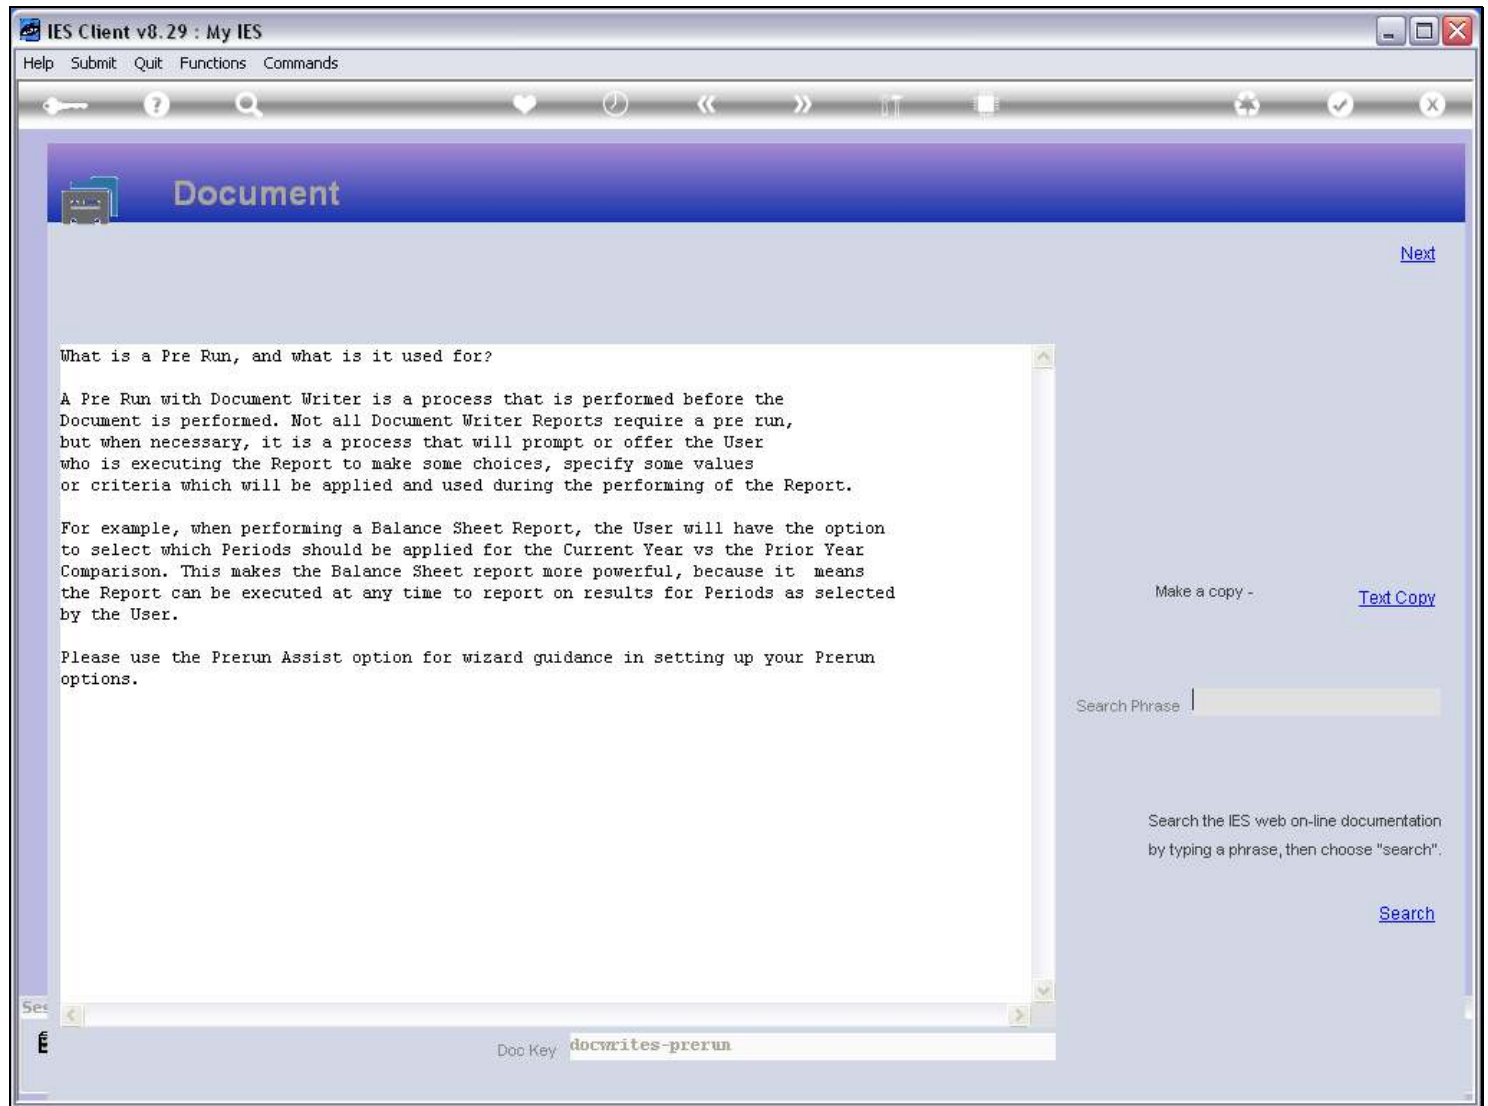 IES Client v8.29 : My IES
Help Submit Quit Functions Commands
Document
Next
What is a Pre Run, and what is it used for?
A Pre Run with Document Writer is a process that is performed before the
Document is performed. Not all Document Writer Reports require a pre run,
but when necessary, it is a process that will prompt or offer the User
who is executing the Report to make some choices, specify some values
or criteria which will be applied and used during the performing of the Report.
For example, when performing a Balance Sheet Report, the User will have the option
to select which Periods should be applied for the Current Year vs the Prior Year
Comparison. This makes the Balance Sheet report more powerful, because it  means
the Report can be executed at any time to report on results for Periods as selected
by the User.
Please use the Prerun Assist option for wizard guidance in setting up your Prerun
options.
Make a copy -
Text Copy
Search Phrase
Search the IES web on-line documentation
by typing a phrase, then choose "search".
Search
Ses
Doc Key docwrites-prerun